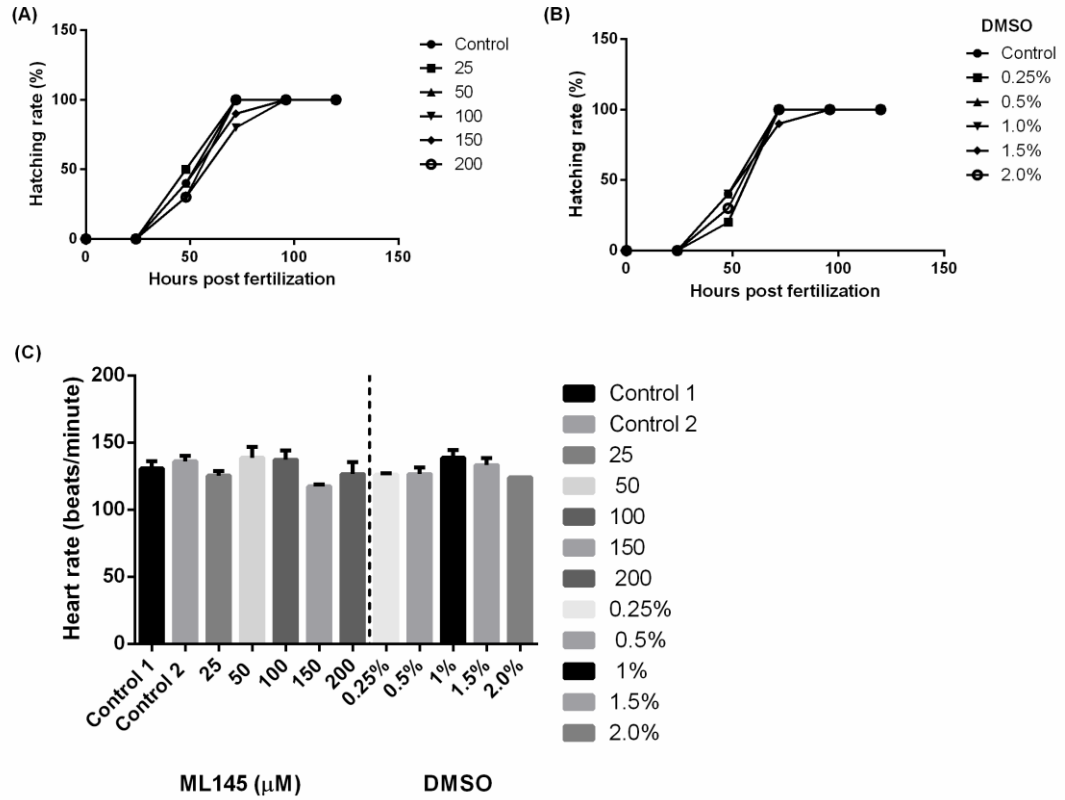 (A)
150
100
50
0
Hatching rate (%)
0 50 100 150
Hours post fertilization
Control
25
50
100
150
200
(B)
150
100
50
0
Hatching rate (%)
0 50 100 150
Hours post fertilization
DMSO
Control
0.25%
0.5%
1.0%
1.5%
2.0%
(C)
200
150
100
50
0
Heart rate (beats/minute)
Control 1 Control 2 25 50 100 150 200 0.25% 0.5% 1% 1.5% 2.0%
ML145 (μM) DMSO
Control 1
Control 2
25
50
100
150
200
0.25%
0.5%
1%
1.5%
2.0%